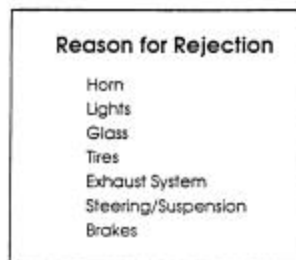 Reason for Rejection
Horn
Lights
Glass
Tires
Exhaust System
Steering/Suspension
Brakes